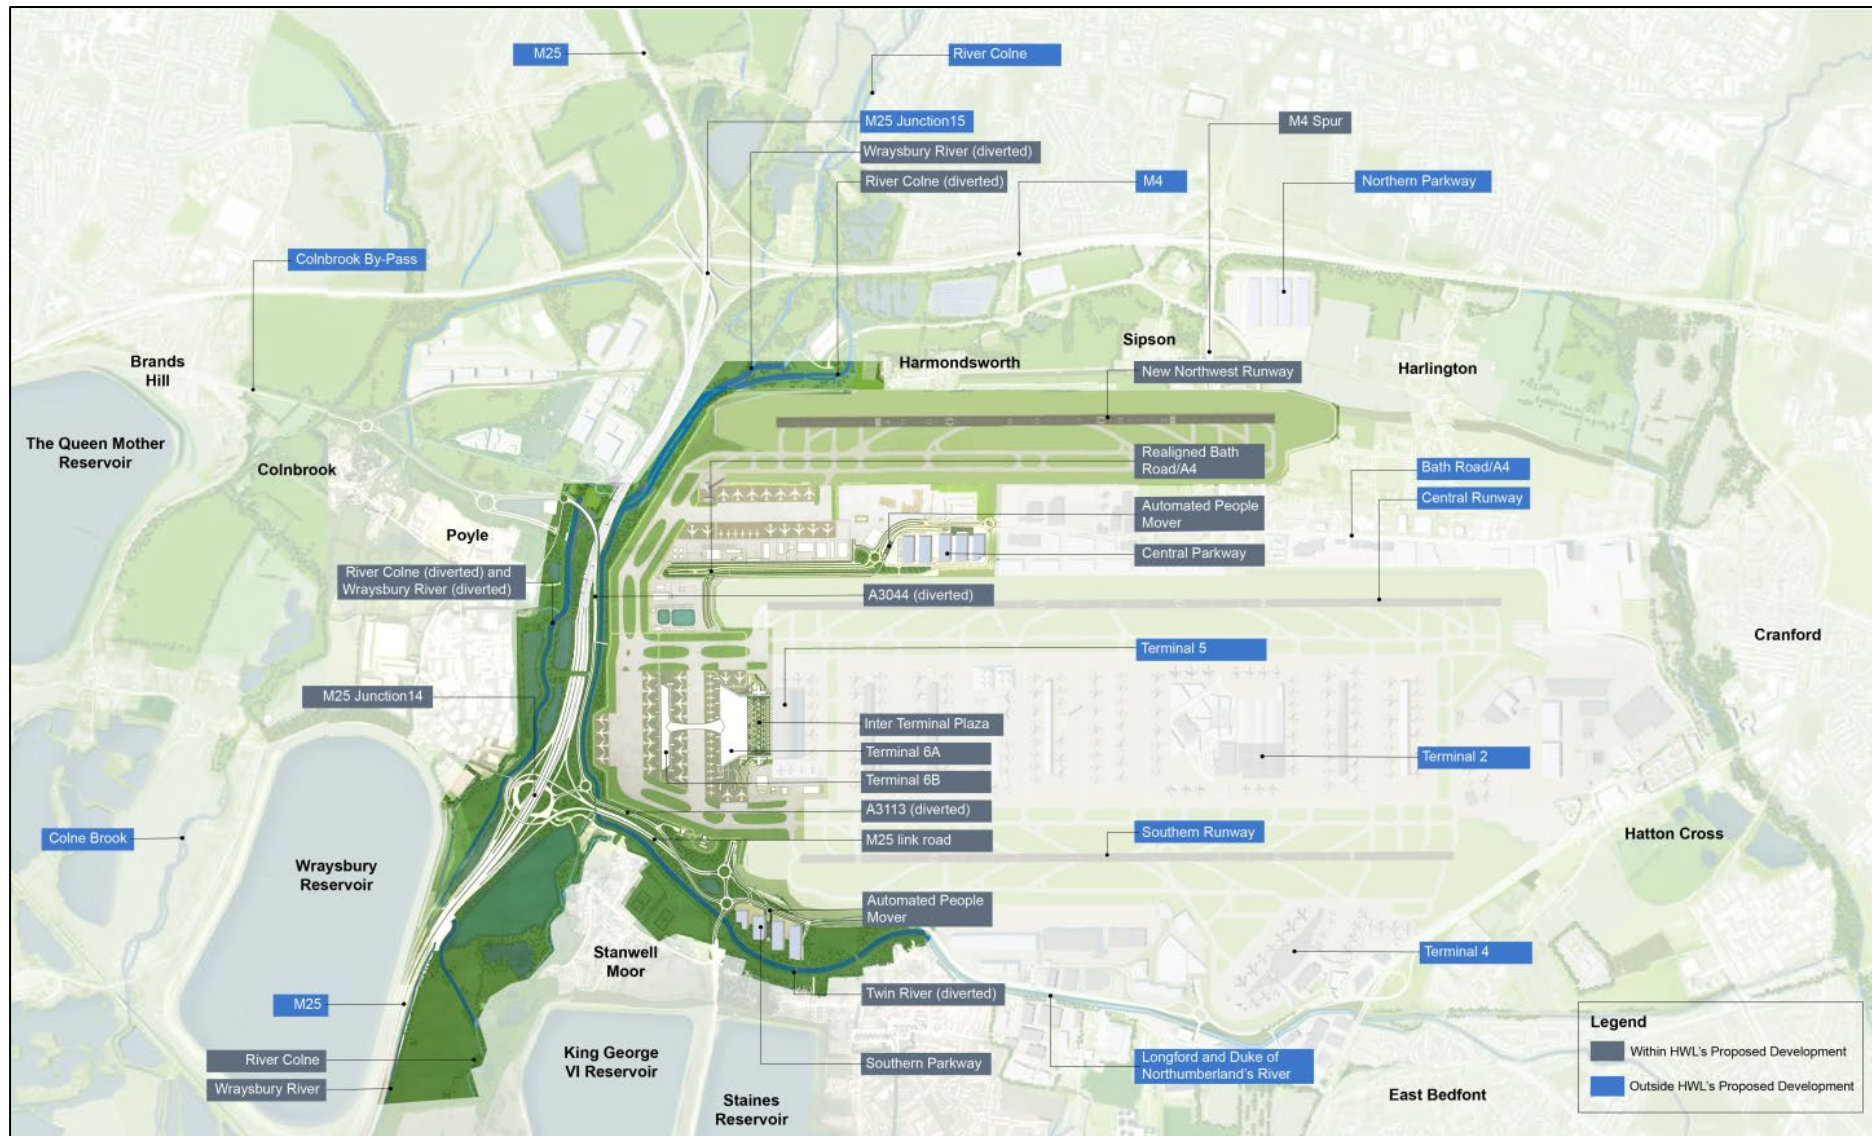 M25
River Colne
M25 Junction15
M4 Spur
Wraysbury River (diverted)
River Colne (diverted)
M4
Northern Parkway
Colnbrook By-Pass
Sipson
Brands
Hill
Harmondsworth
Harlington
New Northwest Runway
The Queen Mother
Reservoir
Colnbrook
Realigned Bath
Road/A4
Bath Road/A4
Central Runway
Automated People
Mover
Poyle
Central Parkway
River Colne (diverted) and
Wraysbury River (diverted)
A3044 (diverted)
Cranford
Terminal 5
M25 Junction14
Inter Terminal Plaza
Terminal 6A
Terminal 2
Terminal 6B
A3113 (diverted)
Colne Brook
M25 link road
Southern Runway
Hatton Cross
Wraysbury
Reservoir
Automated People
Mover
Stanwell
Moor
Terminal 4
Twin River (diverted)
M25
Legend
Within HWL's Proposed Development
Outside HWL's Proposed Development
River Colne
Wraysbury River
King George
VI Reservoir
Southern Parkway
Longford and Duke of
Northumberland's River
East Bedfont
Staines
Reservoir